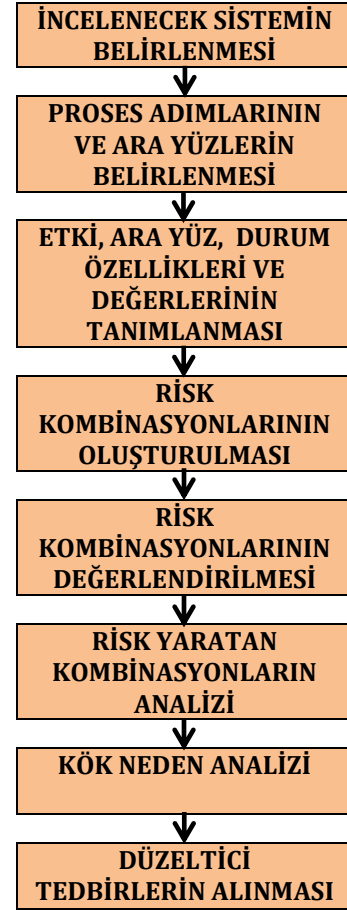 İNCELENECEK SİSTEMİN
BELİRLENMESİ
PROSES ADIMLARININ
VE ARA YÜZLERİN
BELİRLENMESİ
ETKİ, ARA YÜZ, DURUM
ÖZELLİKLERİ VE
DEĞERLERİNİN
TANIMLANMASI
RİSK
KOMBİNASYONLARININ
OLUŞTURULMASI
RİSK
KOMBİNASYONLARININ
DEĞERLENDİRİLMESİ
RİSK YARATAN
KOMBİNASYONLARIN
ANALİZİ
KÖK NEDEN ANALİZİ
DÜZELTİCİ
TEDBİRLERİN ALINMASI